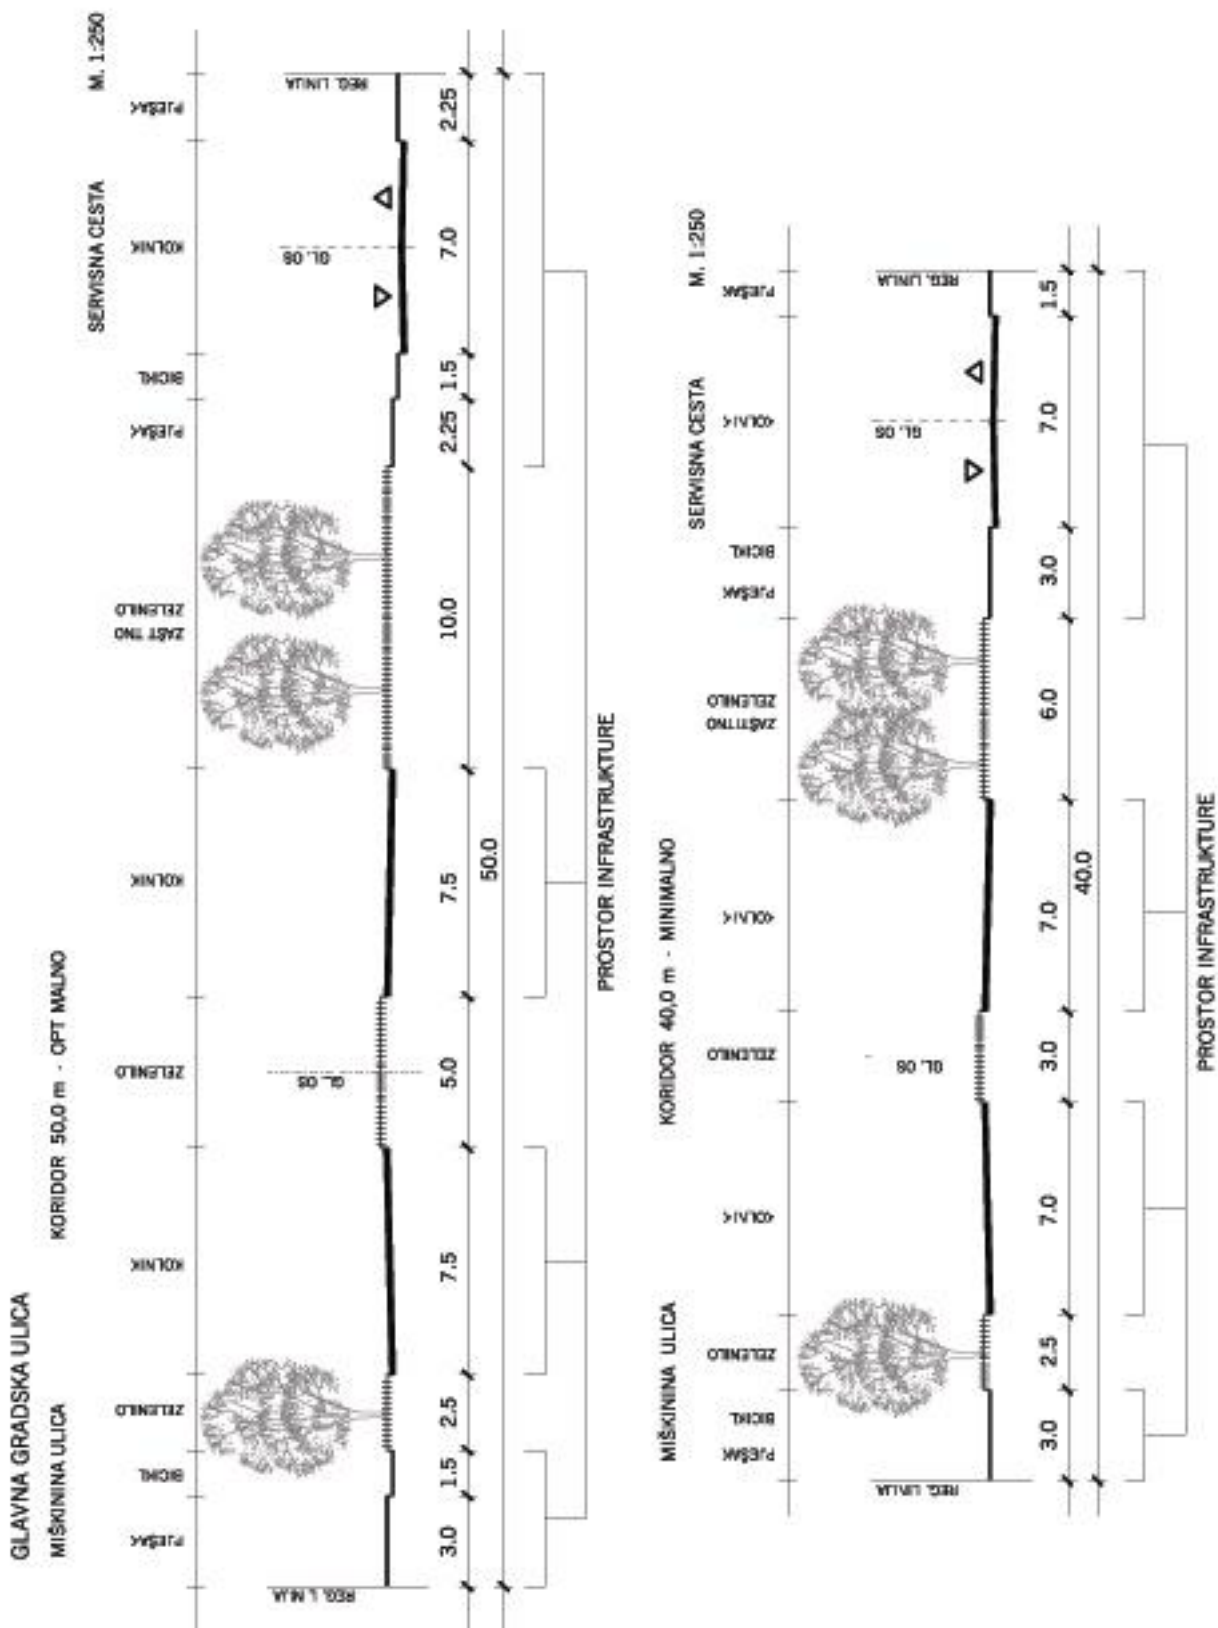 GLAVNA GRADSKA ULICA
MIŠKININA ULICA
KORIDOR 50,0 m - OPT MALNO
SERVISNA CESTA
M. 1:250
PJEŠAK
BICIKL
ZELENILO
KOLNIK
ZELENILO
KOLNIK
ZAŠT TNO
ZELENILO
PJEŠAK
BICIKL
KOLNIK
PJEŠAK
REG. L NIJA
GL. OS
GL. OS
REG. LINIJA
3.0
1.5
2.5
7.5
5.0
7.5
10.0
2.25
1.5
7.0
2.25
50.0
PROSTOR INFRASTRUKTURE
MIŠKININA ULICA
KORIDOR 40,0 m - MINIMALNO
SERVISNA CESTA
M. 1:250
PJEŠAK
BICIKL
ZELENILO
KOLNIK
ZELENILO
KOLNIK
ZAŠTITNO
ZELENILO
PJEŠAK
BICIKL
KOLNIK
PJEŠAK
REG. LINIJA
GL. OS
GL. OS
REG. LINIJA
3.0
2.5
7.0
3.0
7.0
6.0
3.0
7.0
1.5
40.0
PROSTOR INFRASTRUKTURE